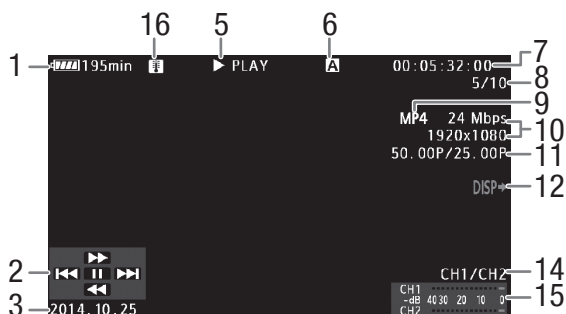 16 5 6
1 195min ▶ PLAY A 00:05:32:00 7
5/10 8
9
MP4 24 Mbps
1920x1080 10
50.00P/25.00P 11
DISP 12
2 CH1/CH2 14
CH1
-dB 40 30 20 10 0 15
3 2014.10.25 CH2